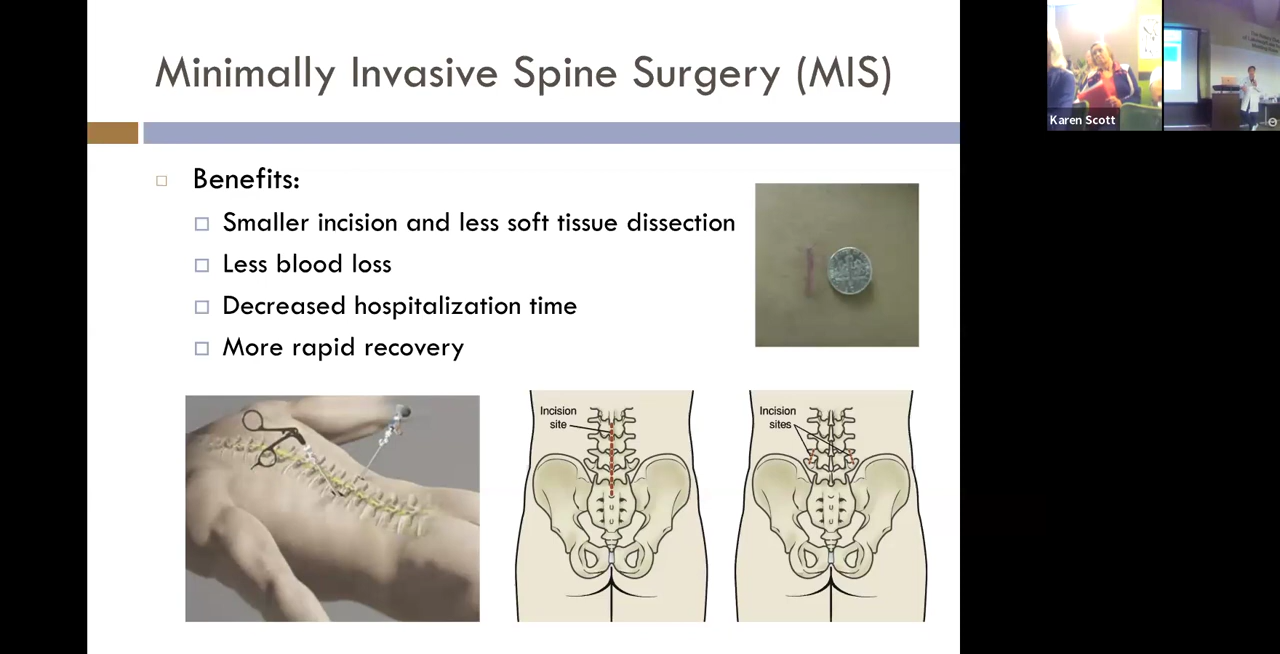 Minimally Invasive Spine Surgery (MIS)
Benefits:
Smaller incision and less soft tissue dissection
Less blood loss
Decreased hospitalization time
More rapid recovery
Incision
site
Incision
sites
Karen Scott